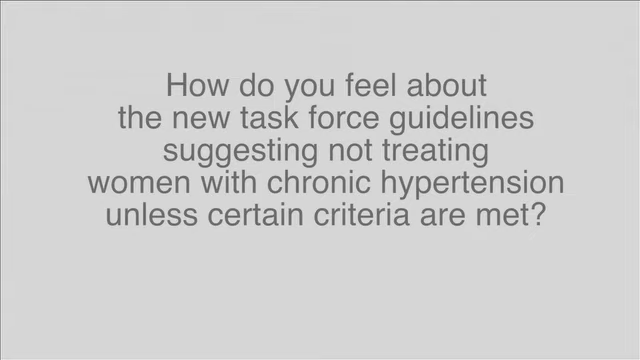 How do you feel about
the new task force guidelines
suggesting not treating
women with chronic hypertension
unless certain criteria are met?